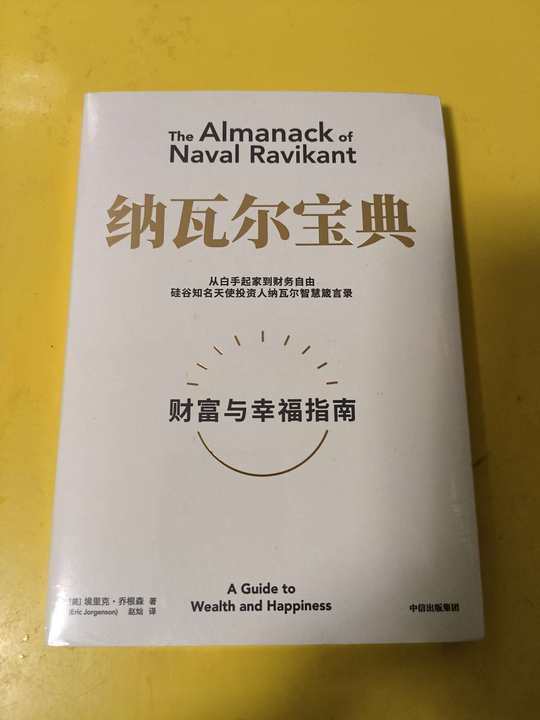 The Almanack of
Naval Ravikant
纳瓦尔宝典
从白手起家到财务自由
硅谷知名天使投资人纳瓦尔智慧箴言录
财富与幸福指南
[美] 埃里克·乔根森 著
(Eric Jorgenson) 赵灿 译
A Guide to
Wealth and Happiness
中信出版集团